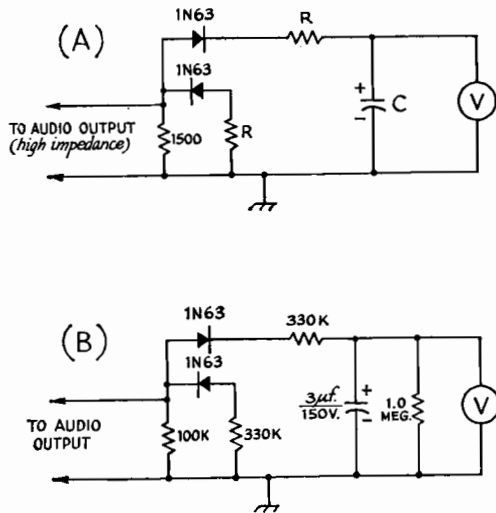 (A)
1N63
R
1N63
+
-
C
V
TO AUDIO OUTPUT
(high impedance)
1500
R
(B)
1N63
330K
1N63
3µf.
150V.
+
-
1.0
MEG.
V
TO AUDIO
OUTPUT
100K
330K